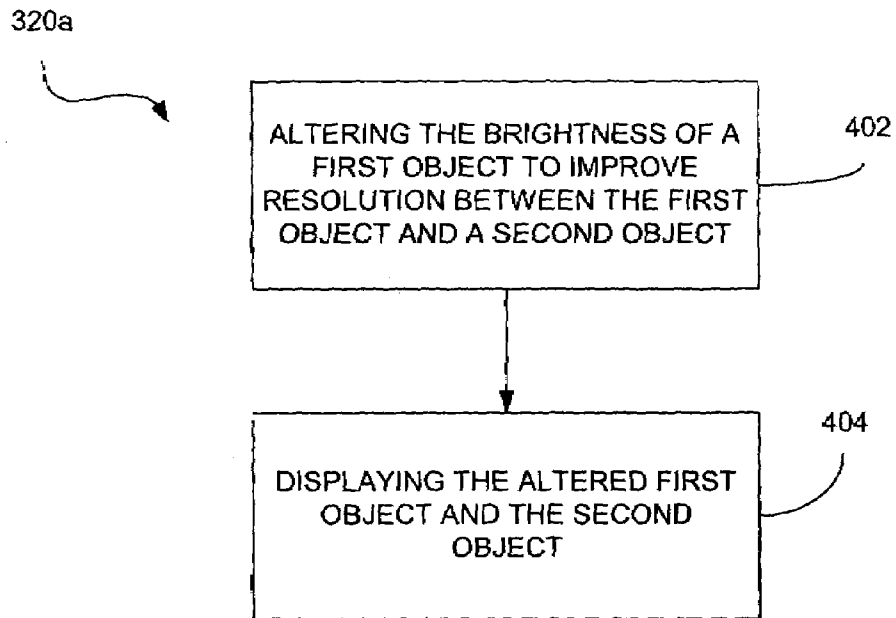 320a
ALTERING THE BRIGHTNESS OF A
FIRST OBJECT TO IMPROVE
RESOLUTION BETWEEN THE FIRST
OBJECT AND A SECOND OBJECT
402
404
DISPLAYING THE ALTERED FIRST
OBJECT AND THE SECOND
OBJECT